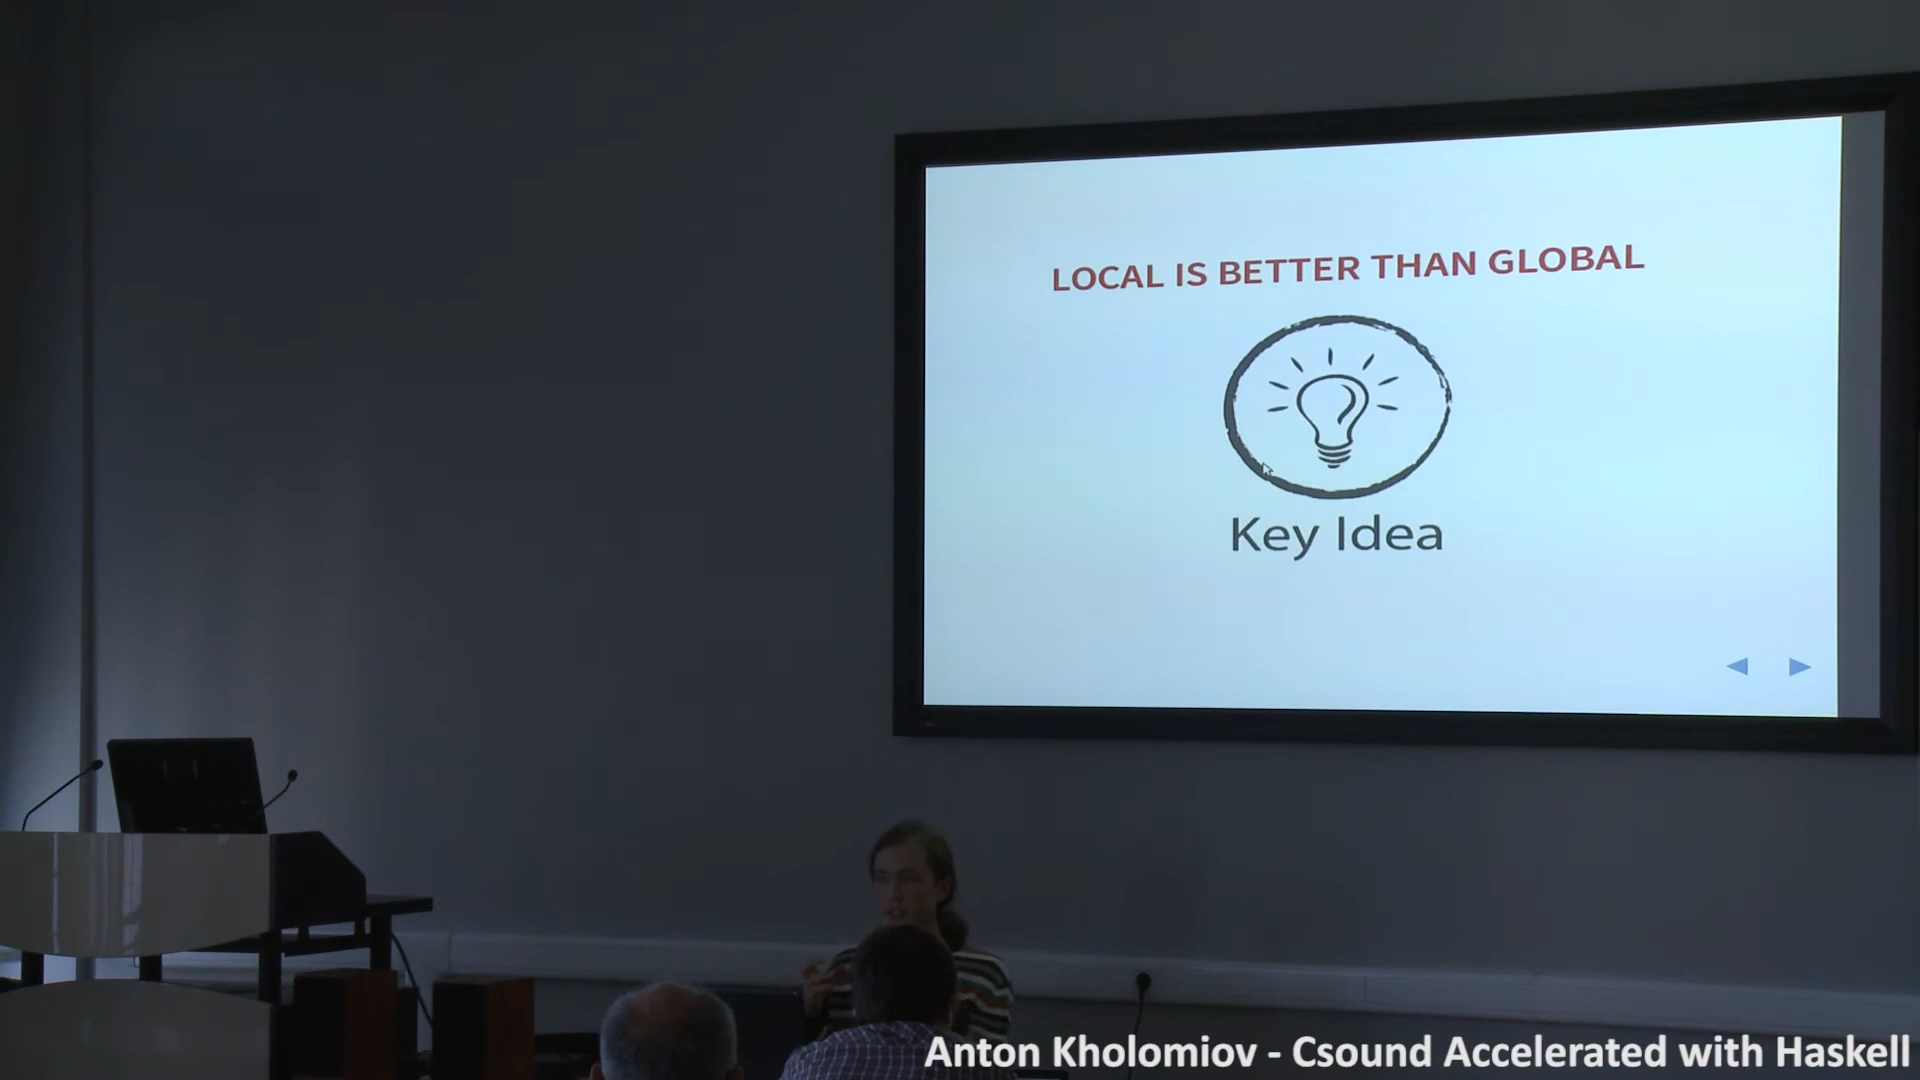 LOCAL IS BETTER THAN GLOBAL
Key Idea
Anton Kholomiov - Csound Accelerated with Haskell